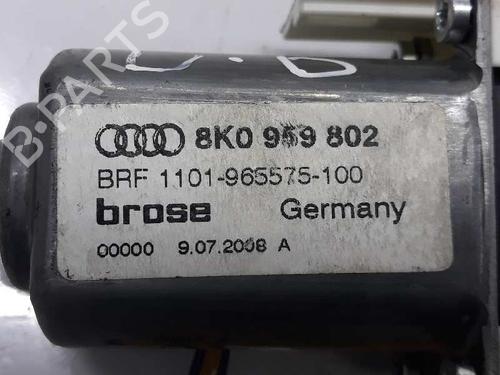 8K0 959 802
BRF 1101-965575-100
brose Germany
00000 9.07.2008 A
B-PARTS